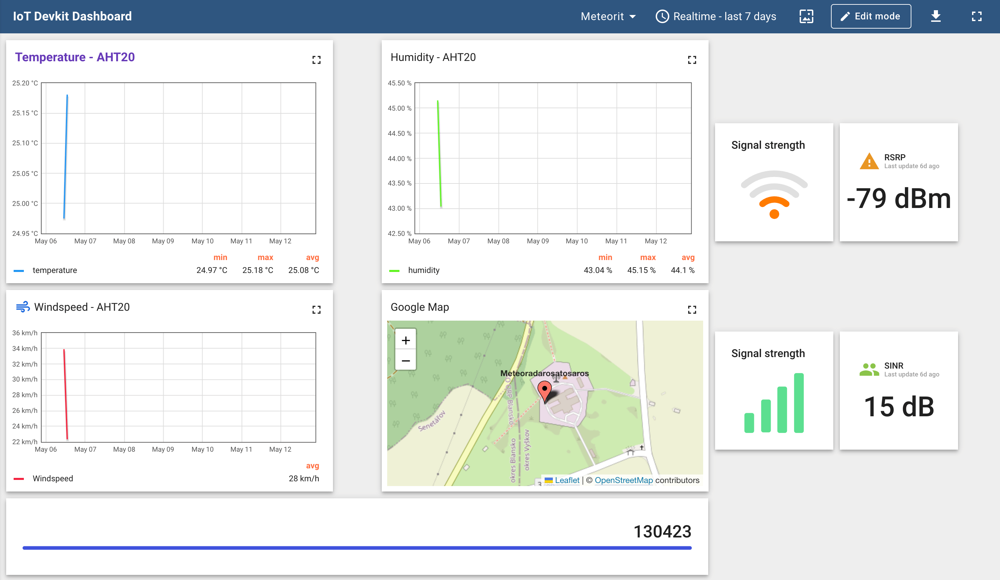 IoT Devkit Dashboard
Meteorit
Realtime - last 7 days
Edit mode
Temperature - AHT20
25.20 °C
25.15 °C
25.10 °C
25.05 °C
25.00 °C
24.95 °C
May 06 May 07 May 08 May 09 May 10 May 11 May 12
min max avg
temperature 24.97 °C 25.18 °C 25.08 °C
Humidity - AHT20
45.50 %
45.00 %
44.50 %
44.00 %
43.50 %
43.00 %
42.50 %
May 06 May 07 May 08 May 09 May 10 May 11 May 12
min max avg
humidity 43.04 % 45.15 % 44.1 %
Signal strength
RSRP
Last update 6d ago
-79 dBm
Windspeed - AHT20
36 km/h
34 km/h
32 km/h
30 km/h
28 km/h
26 km/h
24 km/h
22 km/h
May 06 May 07 May 08 May 09 May 10 May 11 May 12
avg
Windspeed 28 km/h
Google Map
+
−
Meteoradarosatosaros
ORP Blansko
Senetářov
okres Blansko
okres Vyškov
Leaflet | © OpenStreetMap contributors
Signal strength
SINR
Last update 6d ago
15 dB
130423